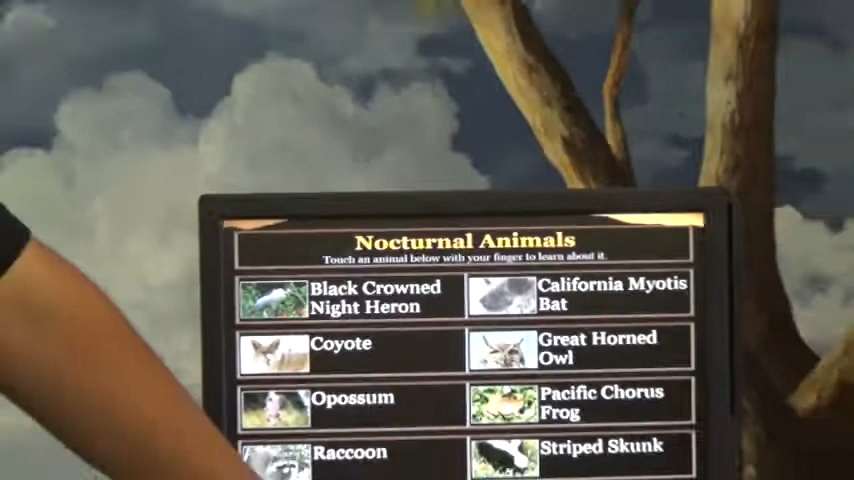 Nocturnal Animals
Touch an animal below with your finger to learn about it.
Black Crowned
Night Heron
California Myotis
Bat
Coyote
Great Horned
Owl
Opossum
Pacific Chorus
Frog
Raccoon
Striped Skunk